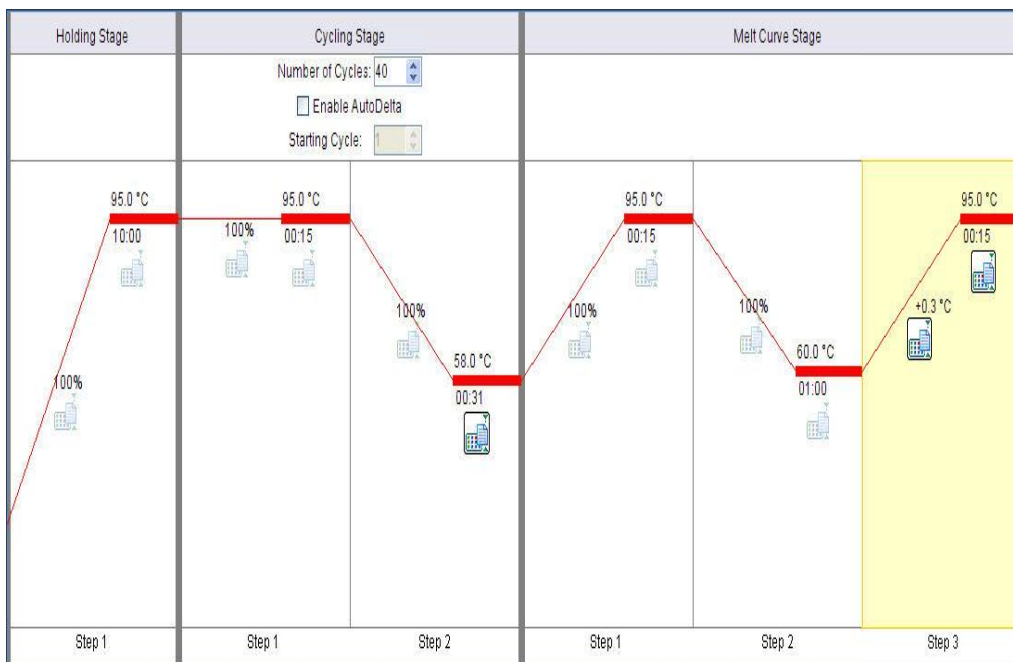 Holding Stage
Cycling Stage
Melt Curve Stage
Number of Cycles: 40
Enable AutoDelta
Starting Cycle: 1
95.0 °C
10:00
100%
95.0 °C
100%
00:15
100%
58.0 °C
00:31
95.0 °C
00:15
100%
100%
60.0 °C
01:00
95.0 °C
00:15
+0.3 °C
Step 1
Step 1
Step 2
Step 1
Step 2
Step 3